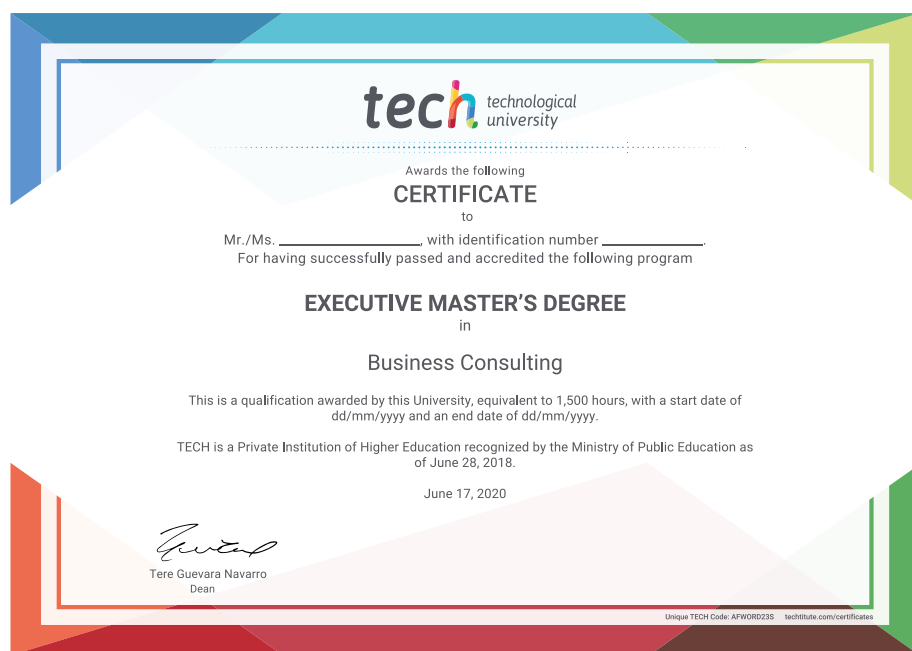 tech technological
university
Awards the following
CERTIFICATE
to
Mr./Ms. ____________________, with identification number ______________.
For having successfully passed and accredited the following program
EXECUTIVE MASTER'S DEGREE
in
Business Consulting
This is a qualification awarded by this University, equivalent to 1,500 hours, with a start date of
dd/mm/yyyy and an end date of dd/mm/yyyy.
TECH is a Private Institution of Higher Education recognized by the Ministry of Public Education as
of June 28, 2018.
June 17, 2020
Tere Guevara Navarro
Dean
Unique TECH Code: AFWORD23S techtitute.com/certificates